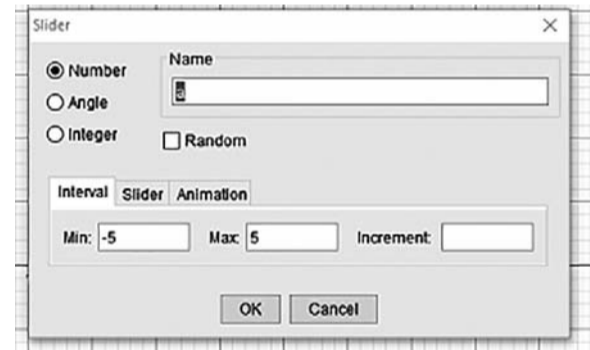 Slider
Number
Name
a
Angle
Integer
Random
Interval Slider Animation
Min: -5 Max: 5 Increment:
OK Cancel